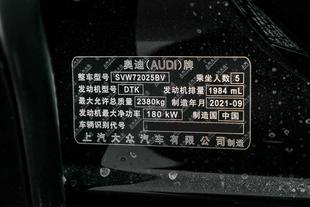 奥迪(AUDI)牌
整车型号 SVW72025BV 乘坐人数 5
发动机型号 DTK 发动机排量 1984 mL
最大允许总质量 2380kg 制造年月 2021-09
发动机最大净功率 180 kW 制造国 中国
车辆识别代号
上汽大众汽车有限公司制造